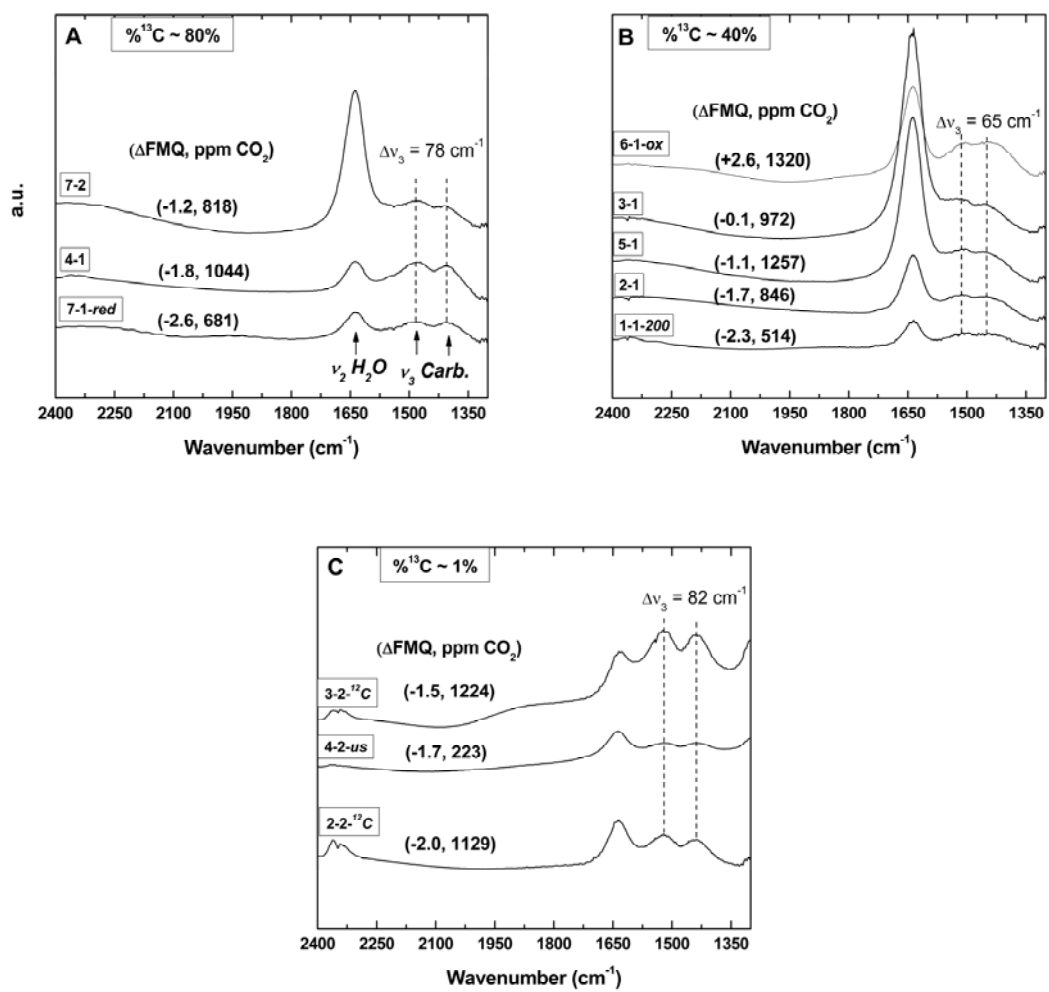 A
%¹³C ~ 80%
(ΔFMQ, ppm CO₂)
Δν₃ = 78 cm⁻¹
7-2
(-1.2, 818)
4-1
(-1.8, 1044)
7-1-red
(-2.6, 681)
ν₂ H₂O
ν₃ Carb.
a.u.
2400 2250 2100 1950 1800 1650 1500 1350
Wavenumber (cm⁻¹)
B
%¹³C ~ 40%
(ΔFMQ, ppm CO₂)
Δν₃ = 65 cm⁻¹
6-1-ox
(+2.6, 1320)
3-1
(-0.1, 972)
5-1
(-1.1, 1257)
2-1
(-1.7, 846)
1-1-200
(-2.3, 514)
2400 2250 2100 1950 1800 1650 1500 1350
Wavenumber (cm⁻¹)
C
%¹³C ~ 1%
Δν₃ = 82 cm⁻¹
(ΔFMQ, ppm CO₂)
3-2-¹²C
(-1.5, 1224)
4-2-us
(-1.7, 223)
2-2-¹²C
(-2.0, 1129)
2400 2250 2100 1950 1800 1650 1500 1350
Wavenumber (cm⁻¹)